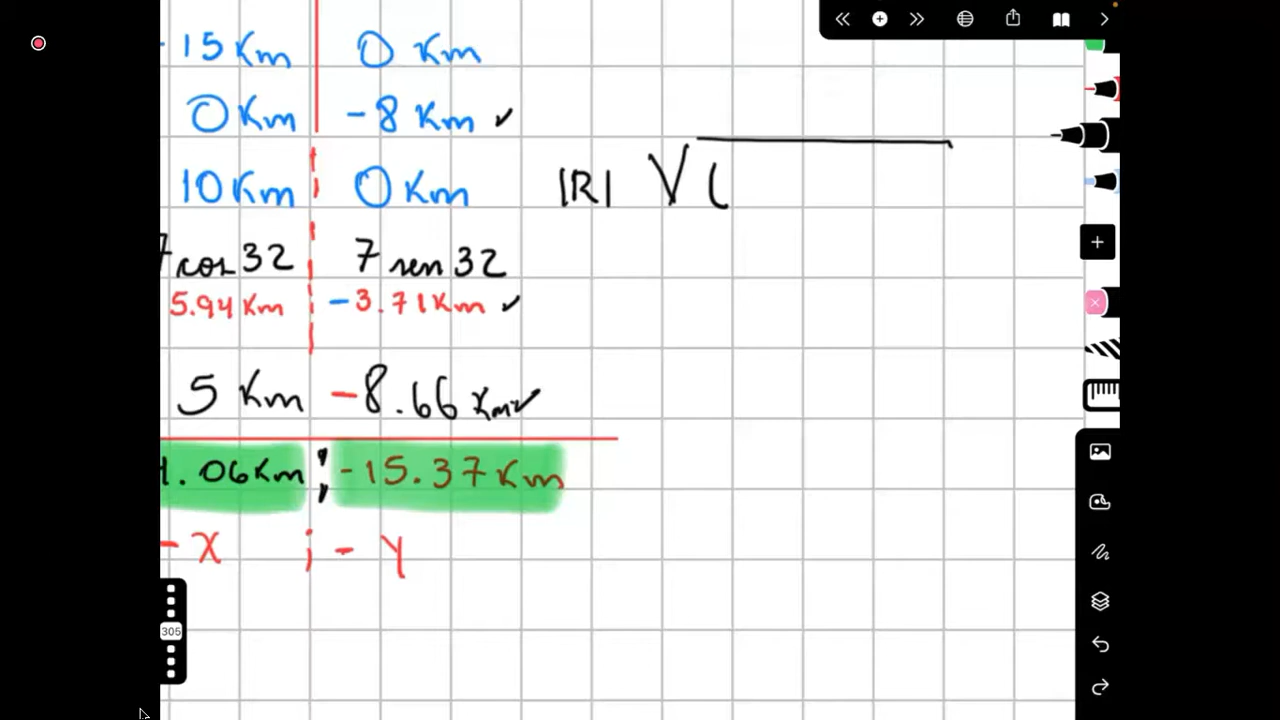 -15 Km 0 Km
0 Km -8 Km ✓
10 Km 0 Km |R| √(
7 cos 32 7 sen 32
5.94 Km -3.71 Km ✓
5 Km -8.66 Km ✓
1.06 Km ; -15.37 Km
- X ; - Y
305